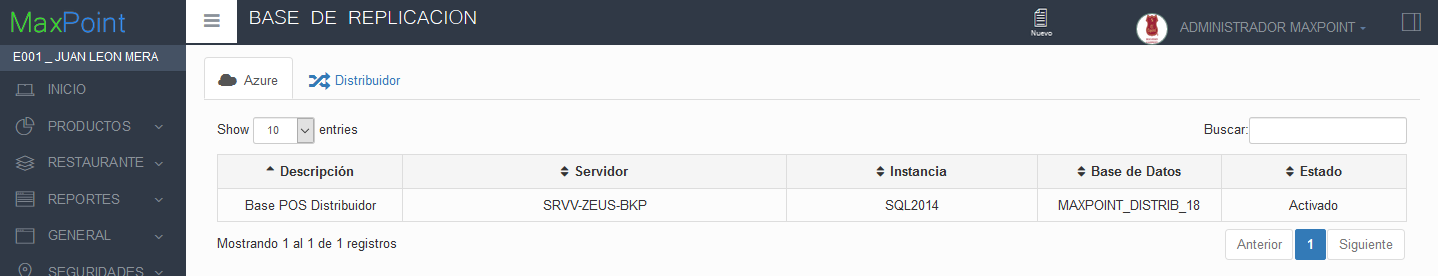 MaxPoint
BASE DE REPLICACION
Nuevo
ADMINISTRADOR MAXPOINT
E001 _ JUAN LEON MERA
INICIO
PRODUCTOS
RESTAURANTE
REPORTES
GENERAL
SEGURIDADES
Azure
Distribuidor
Show 10 entries
Buscar:
Descripción Servidor Instancia Base de Datos Estado
Base POS Distribuidor SRVV-ZEUS-BKP SQL2014 MAXPOINT_DISTRIB_18 Activado
Mostrando 1 al 1 de 1 registros
Anterior 1 Siguiente